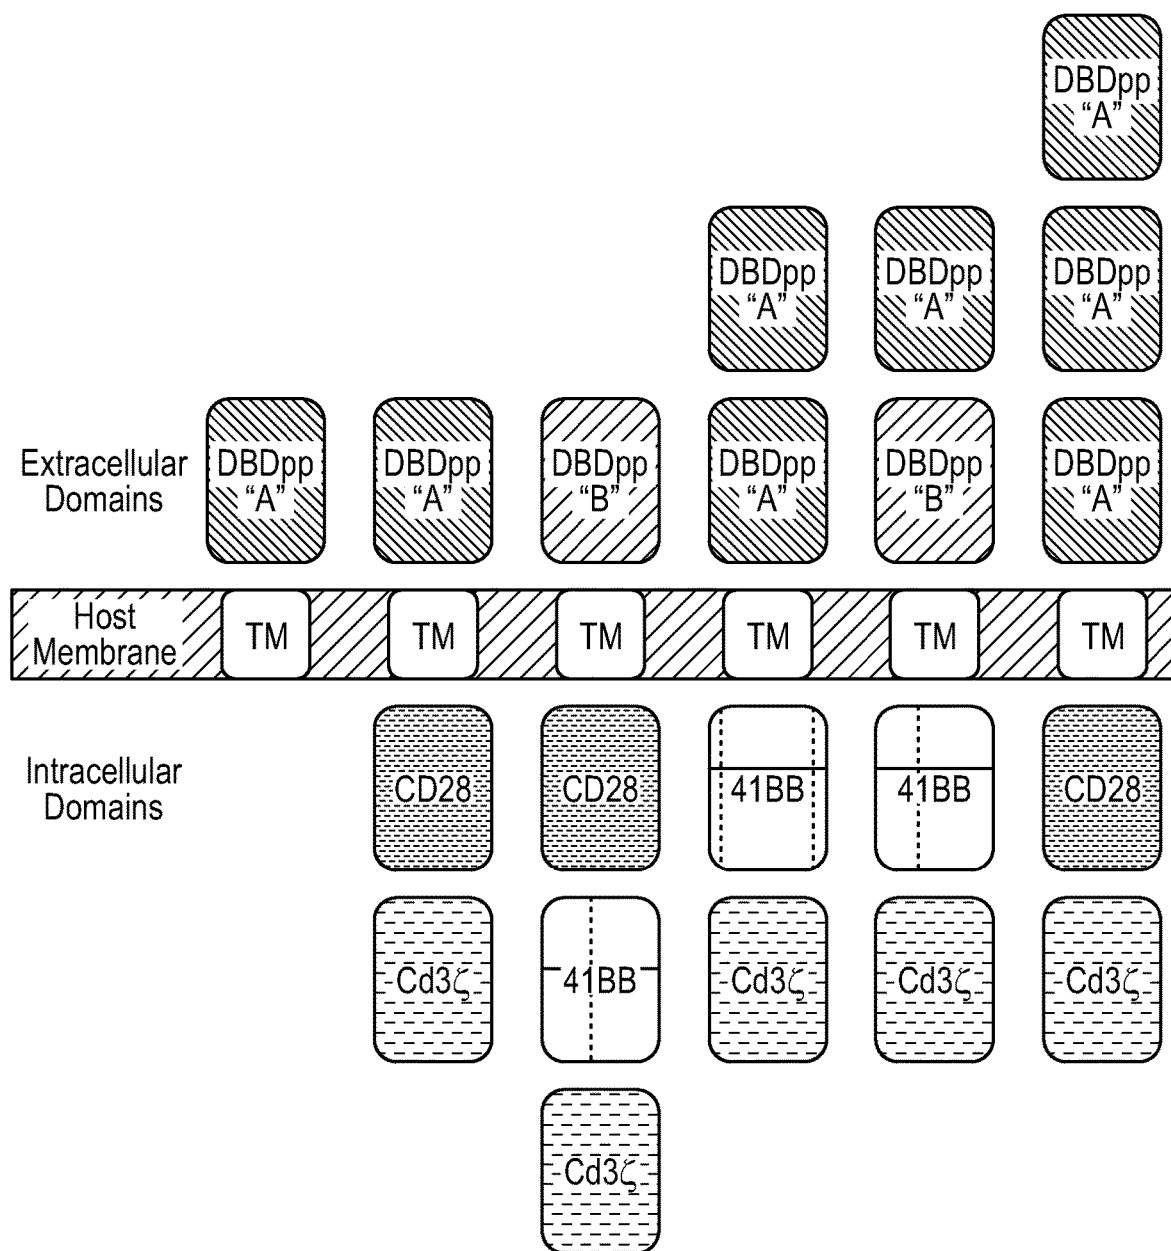 DBDpp
“A”
DBDpp
“A”
DBDpp
“A”
DBDpp
“A”
Extracellular
Domains
DBDpp
“A”
DBDpp
“A”
DBDpp
“B”
DBDpp
“A”
DBDpp
“B”
DBDpp
“A”
Host
Membrane
TM
TM
TM
TM
TM
TM
Intracellular
Domains
CD28
CD28
41BB
41BB
CD28
Cd3ζ
41BB
Cd3ζ
Cd3ζ
Cd3ζ
Cd3ζ